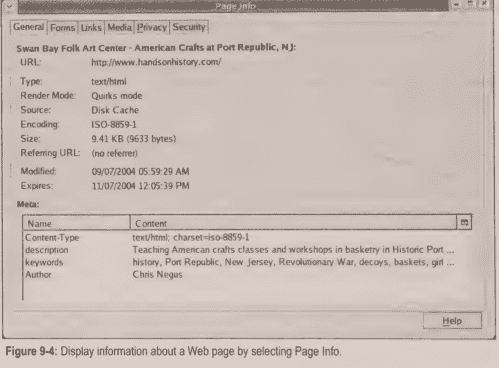 Page Info
General Forms Links Media Privacy Security
Swan Bay Folk Art Center - American Crafts at Port Republic, NJ:
URL: http://www.handsonhistory.com/
Type: text/html
Render Mode: Quirks mode
Source: Disk Cache
Encoding: ISO-8859-1
Size: 9.41 KB (9633 bytes)
Referring URL: (no referrer)
Modified: 09/07/2004 05:59:29 AM
Expires: 11/07/2004 12:05:39 PM
Meta:
Name Content
Content-Type text/html; charset=iso-8859-1
description Teaching American crafts classes and workshops in basketry in Historic Port ...
keywords history, Port Republic, New Jersey, Revolutionary War, decoys, baskets, girl ...
Author Chris Negus
Help
Figure 9-4: Display information about a Web page by selecting Page Info.